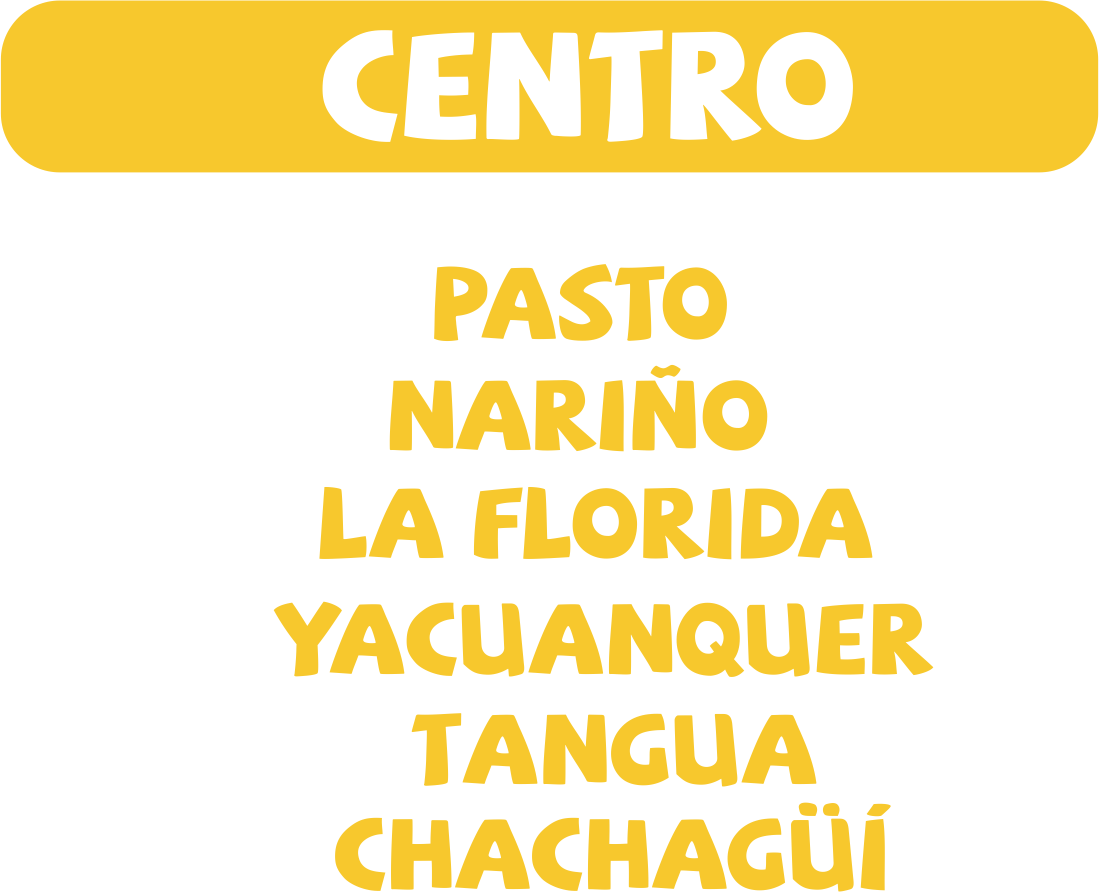 CENTRO
PASTO
NARIÑO
LA FLORIDA
YACUANQUER
TANGUA
CHACHAGÜÍ